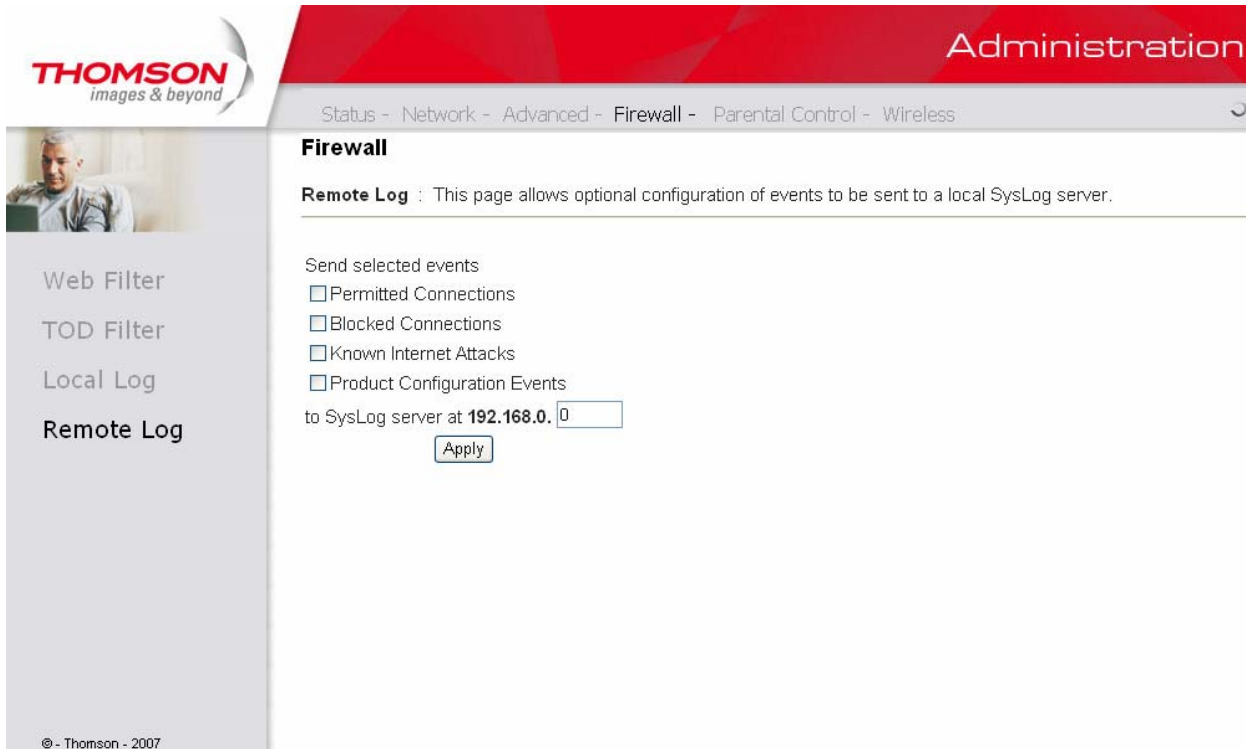 THOMSON
images & beyond
Administration
Status - Network - Advanced - Firewall - Parental Control - Wireless
Firewall
Remote Log : This page allows optional configuration of events to be sent to a local SysLog server.
Web Filter
TOD Filter
Local Log
Remote Log
Send selected events
Permitted Connections
Blocked Connections
Known Internet Attacks
Product Configuration Events
to SysLog server at 192.168.0. 0
Apply
© - Thomson - 2007